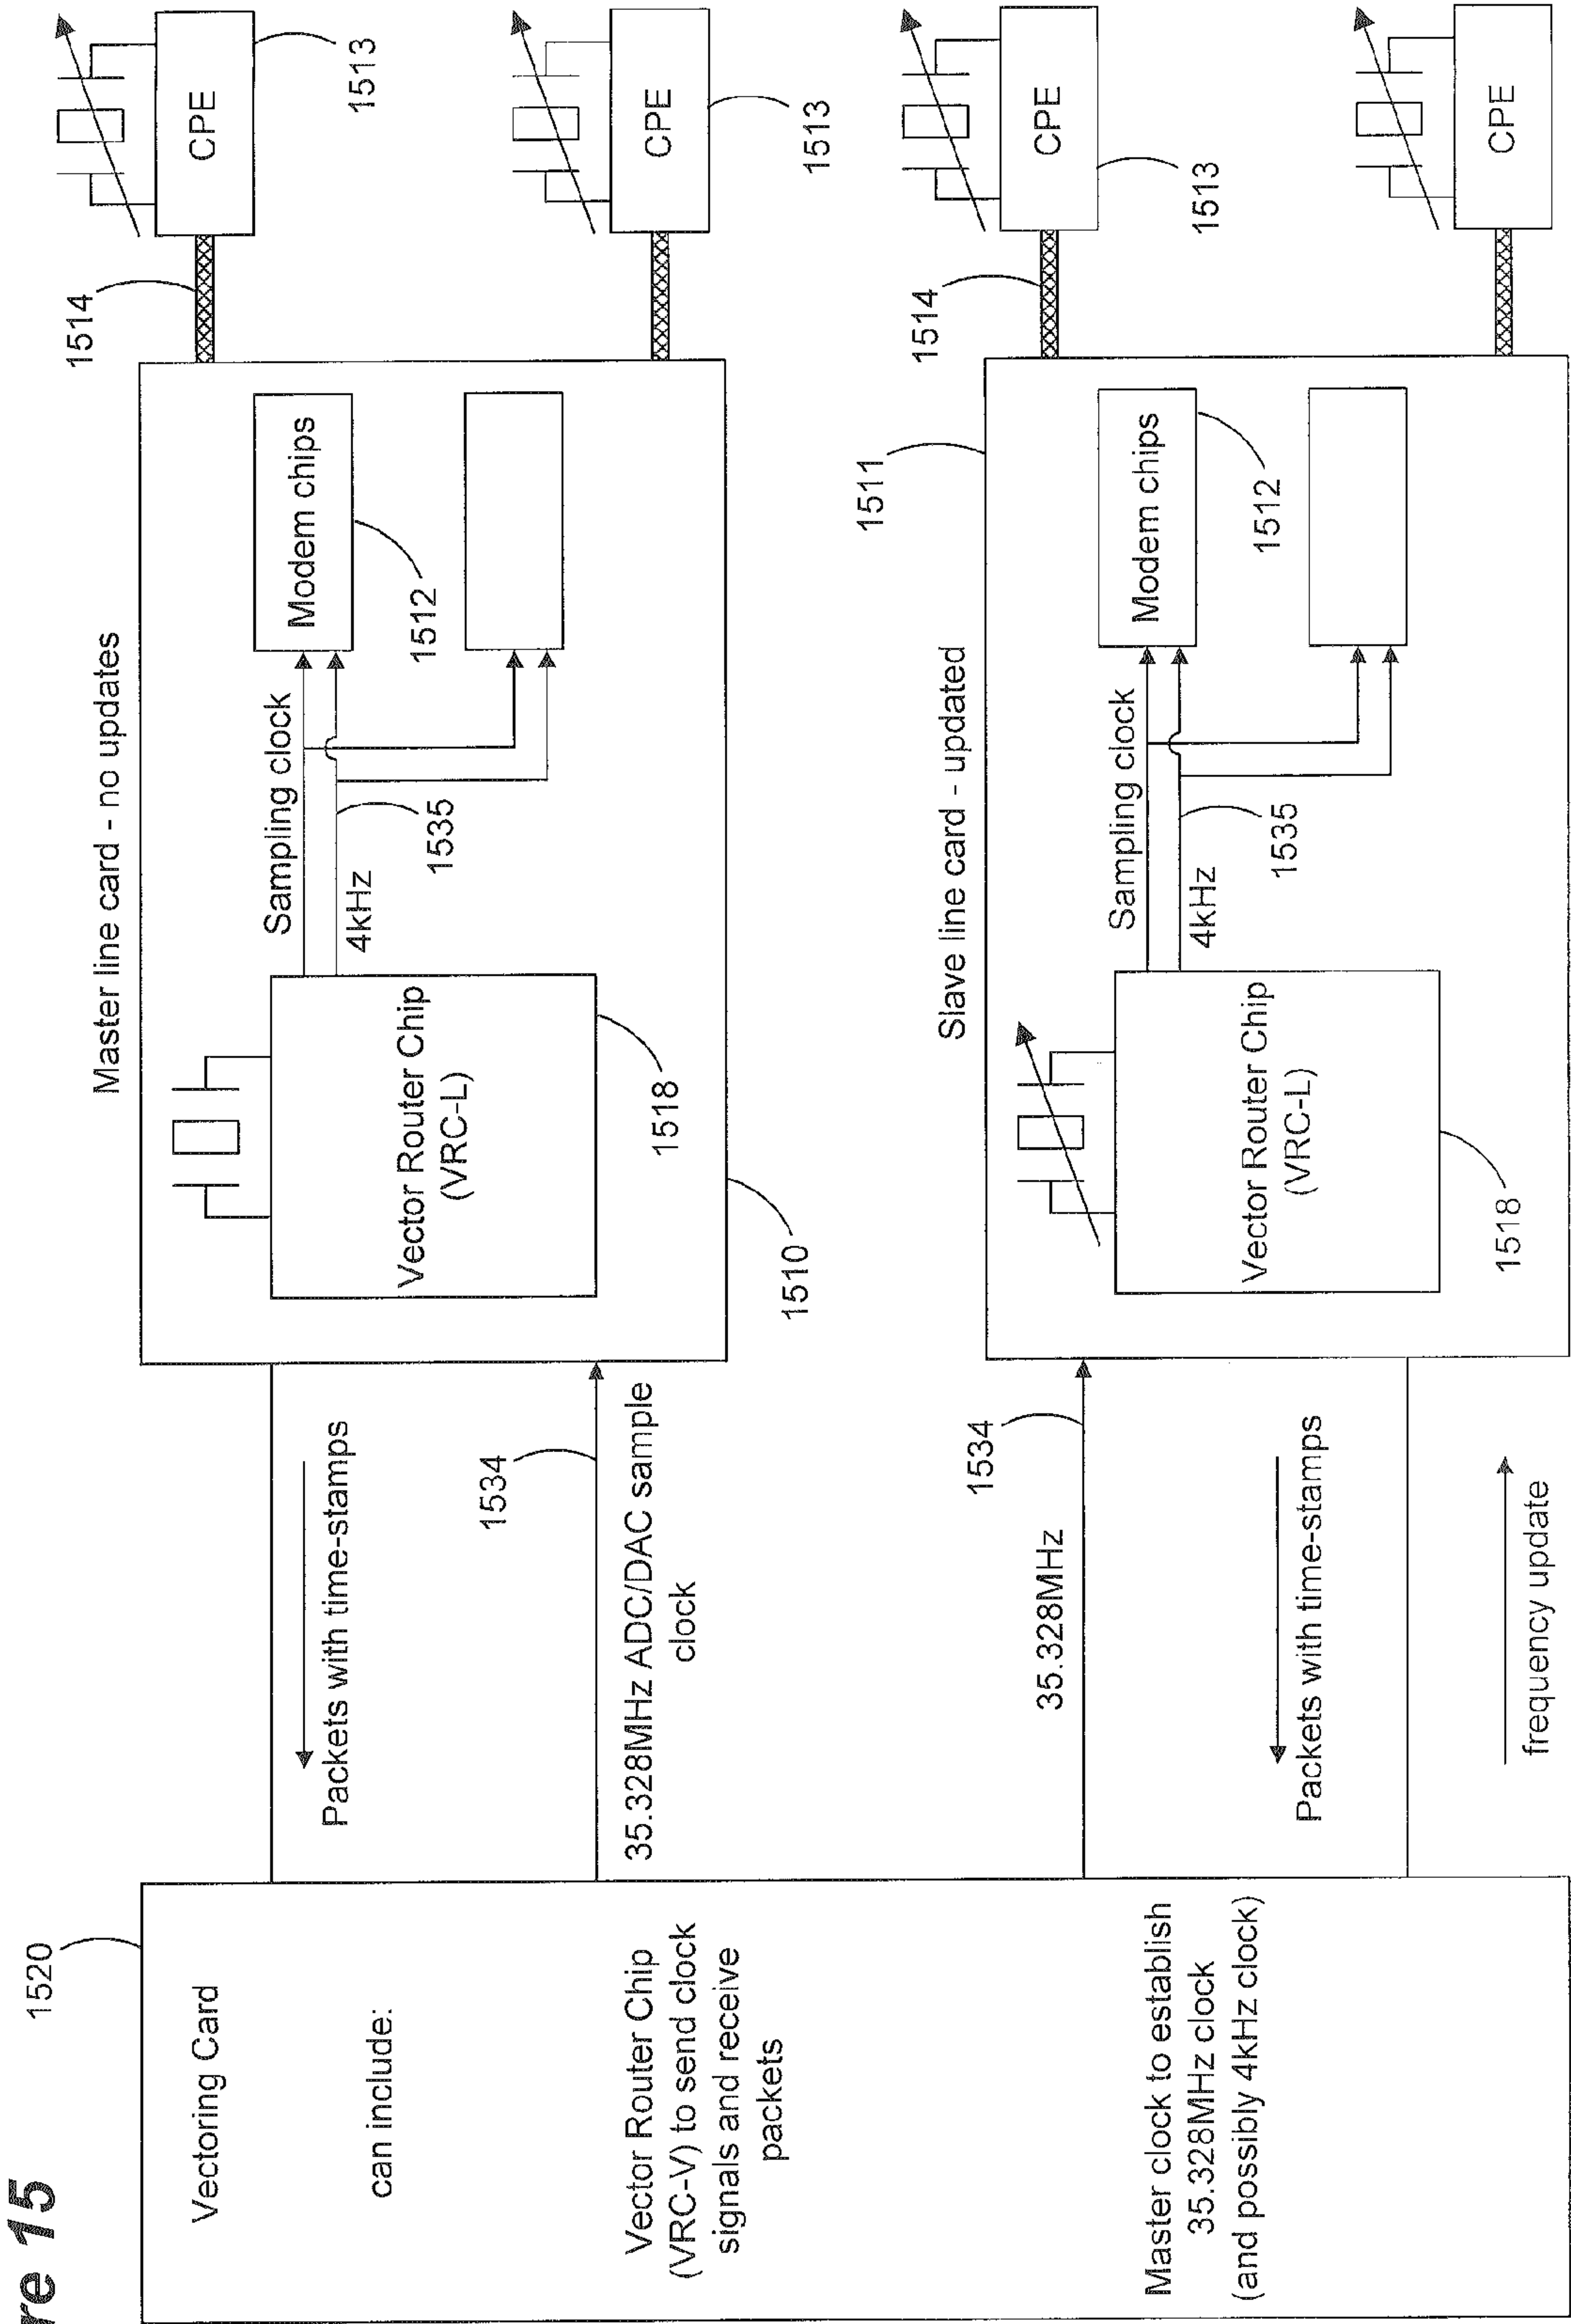 re 15
1520
Vectoring Card
can include:
Vector Router Chip
(VRC-V) to send clock
signals and receive
packets
Master clock to establish
35.328MHz clock
(and possibly 4kHz clock)
Packets with time-stamps
1534
35.328MHz ADC/DAC sample
clock
1534
35.328MHz
Packets with time-stamps
frequency update
Master line card - no updates
Vector Router Chip
(VRC-L)
1518
1510
Sampling clock
4kHz
1535
Modem chips
1512
1514
CPE
1513
CPE
1513
Slave line card - updated
1511
Vector Router Chip
(VRC-L)
1518
Sampling clock
4kHz
1535
Modem chips
1512
1514
CPE
1513
CPE